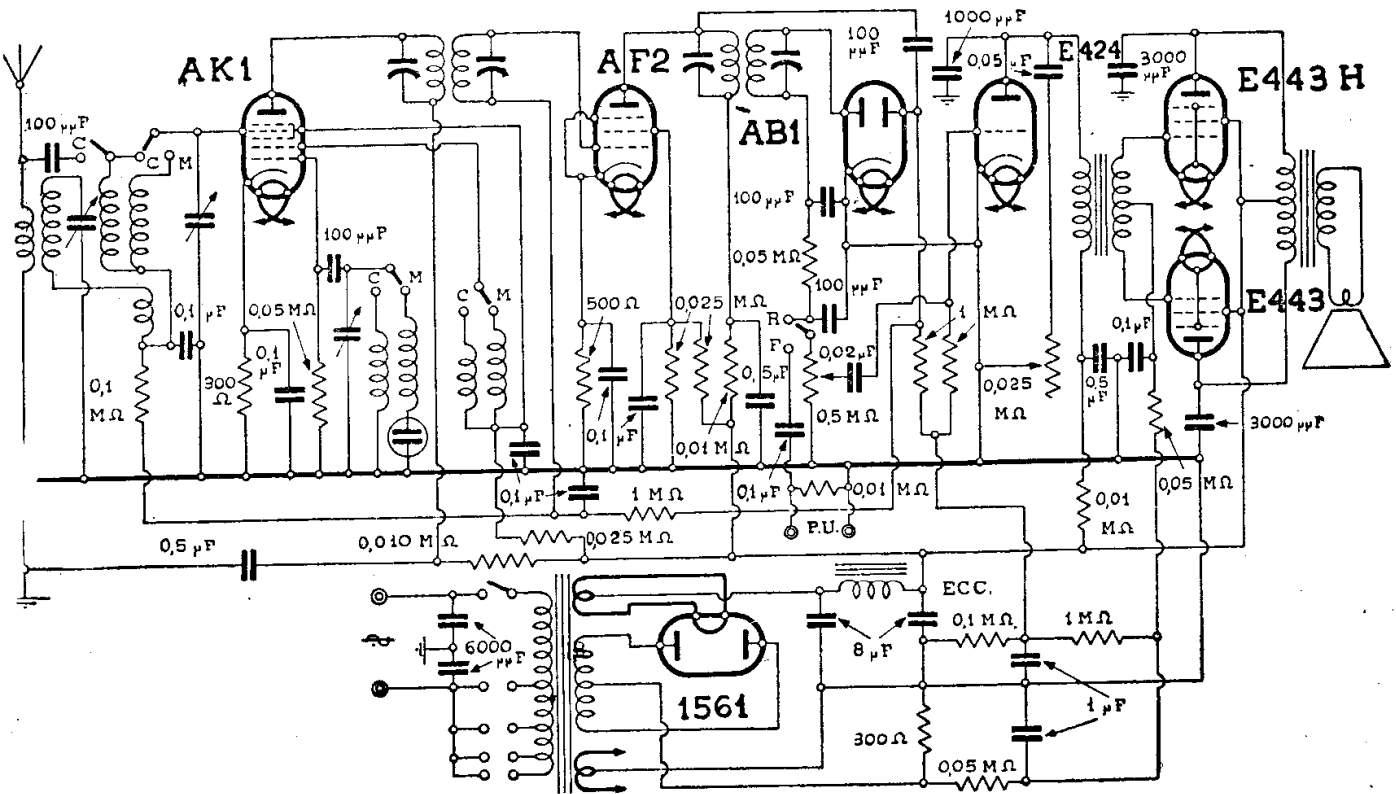 AK1
AF2
AB1
E424
E443 H
E443
1561
100 µµF
C
C
M
0,1 µF
0,1 MΩ
300 Ω
0,1 µF
0,05 MΩ
100 µµF
C
M
C
M
0,1 µF
500 Ω
0,1 µF
0,025 MΩ
0,01 MΩ
0,5 µF
100 µµF
100 µµF
0,05 MΩ
100 µµF
R
F
0,02 µF
0,5 MΩ
0,1 µF
0,01 MΩ
P.U.
1000 µµF
0,05 µF
1 MΩ
0,025 MΩ
3000 µµF
0,1 µF
0,5 µF
3000 µµF
0,05 MΩ
0,01 MΩ
1 MΩ
0,025 MΩ
0,5 µF
0,010 MΩ
6000 µµF
ECC.
8 µF
0,1 MΩ
1 MΩ
1 µF
300 Ω
0,05 MΩ